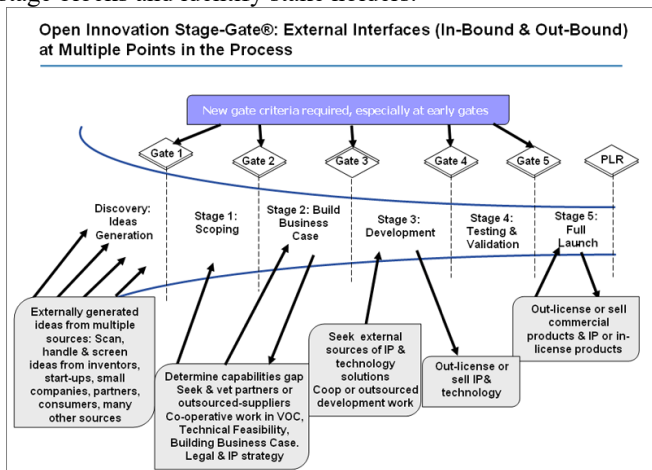 stage blocks and identify stake holders.
Open Innovation Stage-Gate®: External Interfaces (In-Bound & Out-Bound)
at Multiple Points in the Process
New gate criteria required, especially at early gates
Gate 1
Gate 2
Gate 3
Gate 4
Gate 5
PLR
Discovery:
Ideas
Generation
Stage 1:
Scoping
Stage 2: Build
Business
Case
Stage 3:
Development
Stage 4:
Testing &
Validation
Stage 5:
Full
Launch
Externally generated
ideas from multiple
sources: Scan,
handle & screen
ideas from inventors,
start-ups, small
companies, partners,
consumers, many
other sources
Determine capabilities gap
Seek & vet partners or
outsourced-suppliers
Co-operative work in VOC,
Technical Feasibility,
Building Business Case.
Legal & IP strategy
Seek external
sources of IP &
technology
solutions
Coop or outsourced
development work
Out-license or
sell IP&
technology
Out-license or sell
commercial
products & IP or in-
license products